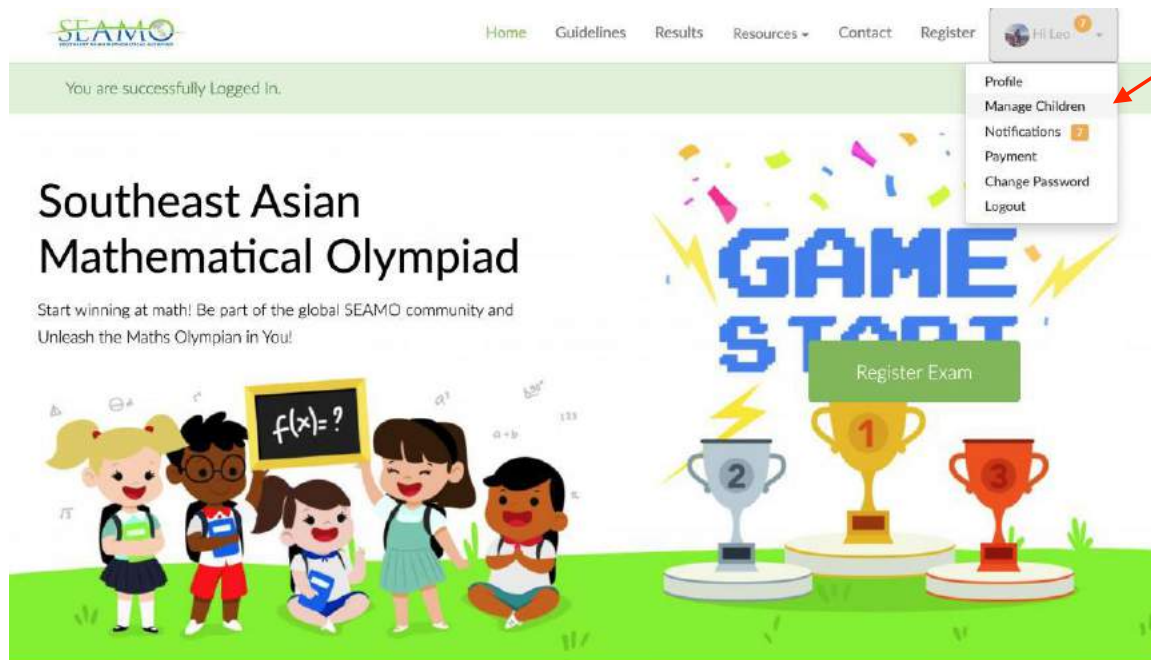 SEAMO
Home Guidelines Results Resources Contact Register Hi Leo 7
You are successfully Logged In.
Profile
Manage Children
Notifications 7
Payment
Change Password
Logout
Southeast Asian
Mathematical Olympiad
Start winning at math! Be part of the global SEAMO community and
Unleash the Maths Olympian in You!
GAME
START
Register Exam
f(x)=?
a+b
123
√5
1
2
3